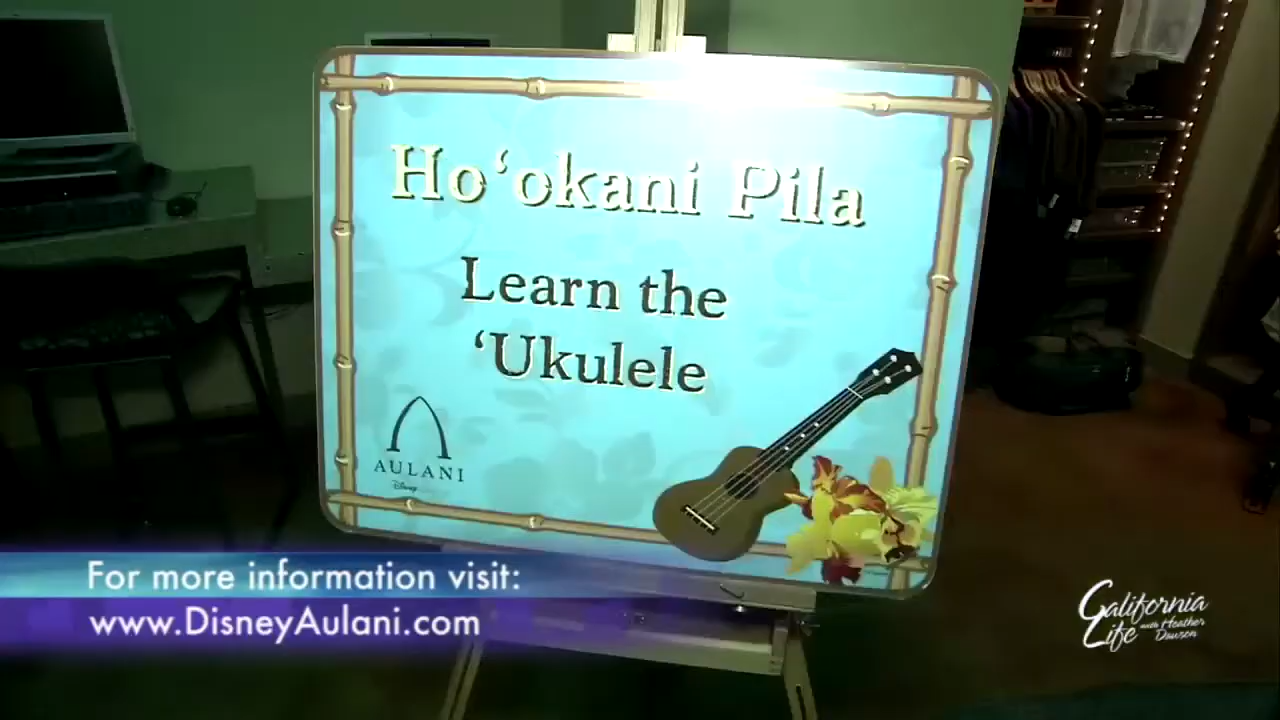 Ho‘okani Pila
Learn the
‘Ukulele
AULANI
Disney
For more information visit:
www.DisneyAulani.com
California
Life with Heather
Dawson